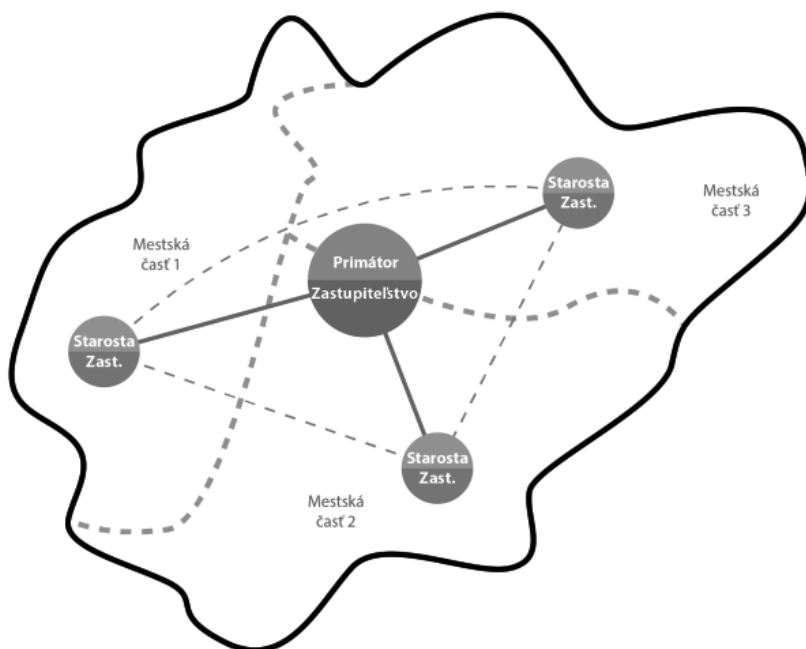 Starosta
Zast.
Mestská
časť 3
Mestská
časť 1
Primátor
Zastupiteľstvo
Starosta
Zast.
Starosta
Zast.
Mestská
časť 2